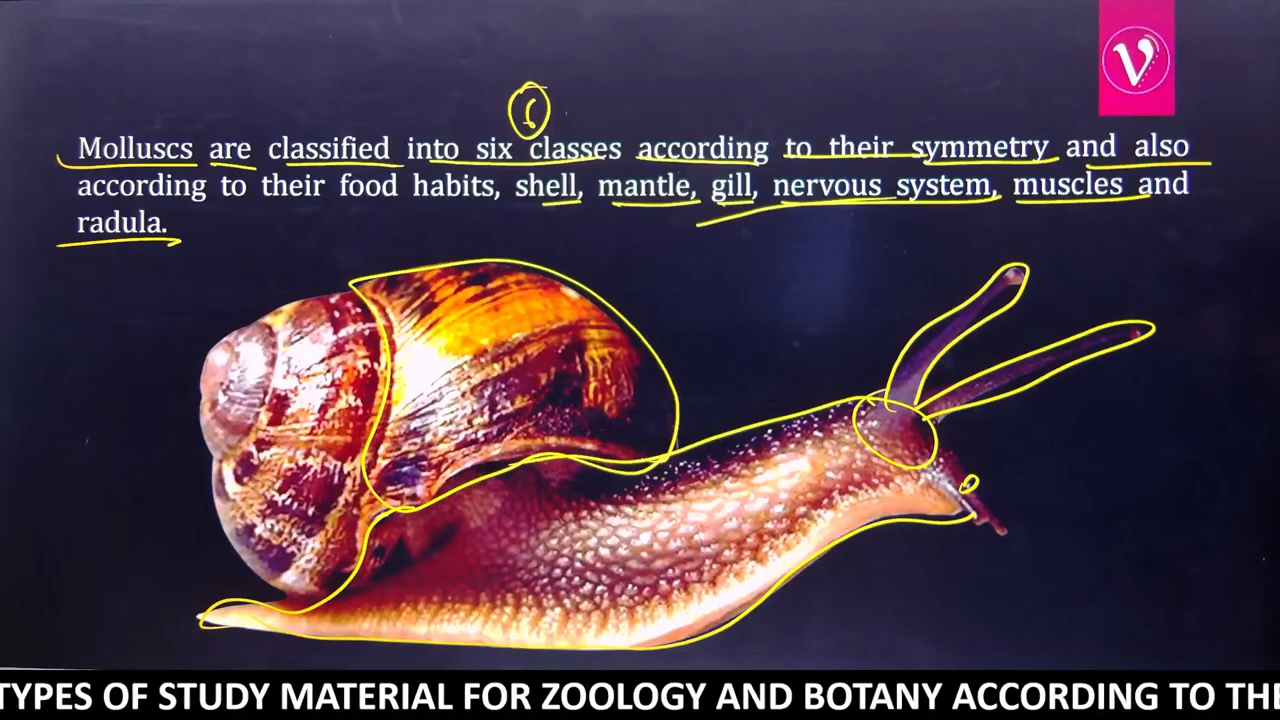 6
Molluscs are classified into six classes according to their symmetry and also
according to their food habits, shell, mantle, gill, nervous system, muscles and
radula.
TYPES OF STUDY MATERIAL FOR ZOOLOGY AND BOTANY ACCORDING TO THE